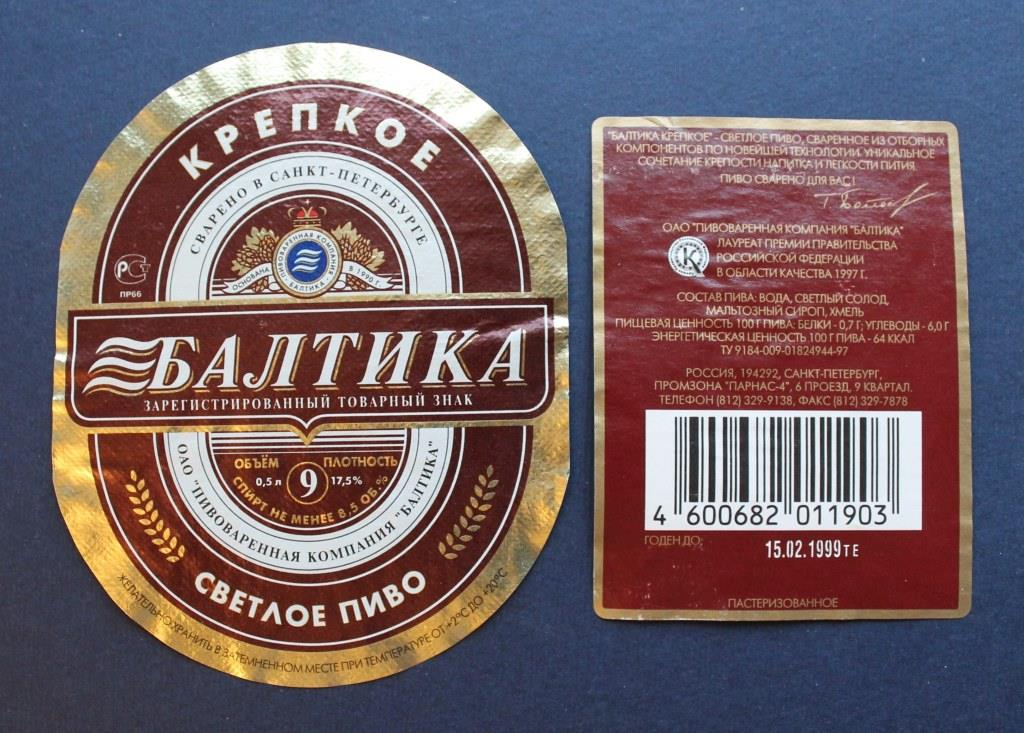 КРЕПКОЕ
СВАРЕНО В САНКТ-ПЕТЕРБУРГЕ
ПИВОВАРЕННАЯ КОМПАНИЯ
БАЛТИКА
ОСНОВАНА В 1990 Г.
РСТ
ПР66
БАЛТИКА
ЗАРЕГИСТРИРОВАННЫЙ ТОВАРНЫЙ ЗНАК
ОБЪЁМ ПЛОТНОСТЬ
0,5 л 9 17,5%
СПИРТ НЕ МЕНЕЕ 8,5 ОБ.%
ОАО "ПИВОВАРЕННАЯ КОМПАНИЯ "БАЛТИКА"
СВЕТЛОЕ ПИВО
ЖЕЛАТЕЛЬНО ХРАНИТЬ В ЗАТЕМНЕННОМ МЕСТЕ ПРИ ТЕМПЕРАТУРЕ ОТ +2°С ДО +20°С
"БАЛТИКА КРЕПКОЕ" - СВЕТЛОЕ ПИВО, СВАРЕННОЕ ИЗ ОТБОРНЫХ
КОМПОНЕНТОВ ПО НОВЕЙШЕЙ ТЕХНОЛОГИИ. УНИКАЛЬНОЕ
СОЧЕТАНИЕ КРЕПОСТИ НАПИТКА И ЛЕГКОСТИ ПИТИЯ.
ПИВО СВАРЕНО ДЛЯ ВАС!
ОАО "ПИВОВАРЕННАЯ КОМПАНИЯ "БАЛТИКА"
ЛАУРЕАТ ПРЕМИИ ПРАВИТЕЛЬСТВА
РОССИЙСКОЙ ФЕДЕРАЦИИ
В ОБЛАСТИ КАЧЕСТВА 1997 Г.
К
СОСТАВ ПИВА: ВОДА, СВЕТЛЫЙ СОЛОД,
МАЛЬТОЗНЫЙ СИРОП, ХМЕЛЬ
ПИЩЕВАЯ ЦЕННОСТЬ 100 Г ПИВА: БЕЛКИ - 0,7 Г; УГЛЕВОДЫ - 6,0 Г
ЭНЕРГЕТИЧЕСКАЯ ЦЕННОСТЬ 100 Г ПИВА - 64 ККАЛ
ТУ 9184-009-01824944-97
РОССИЯ, 194292, САНКТ-ПЕТЕРБУРГ,
ПРОМЗОНА "ПАРНАС-4", 6 ПРОЕЗД, 9 КВАРТАЛ.
ТЕЛЕФОН (812) 329-9138, ФАКС (812) 329-7878
4 600682 011903
ГОДЕН ДО:
15.02.1999 ТЕ
ПАСТЕРИЗОВАННОЕ